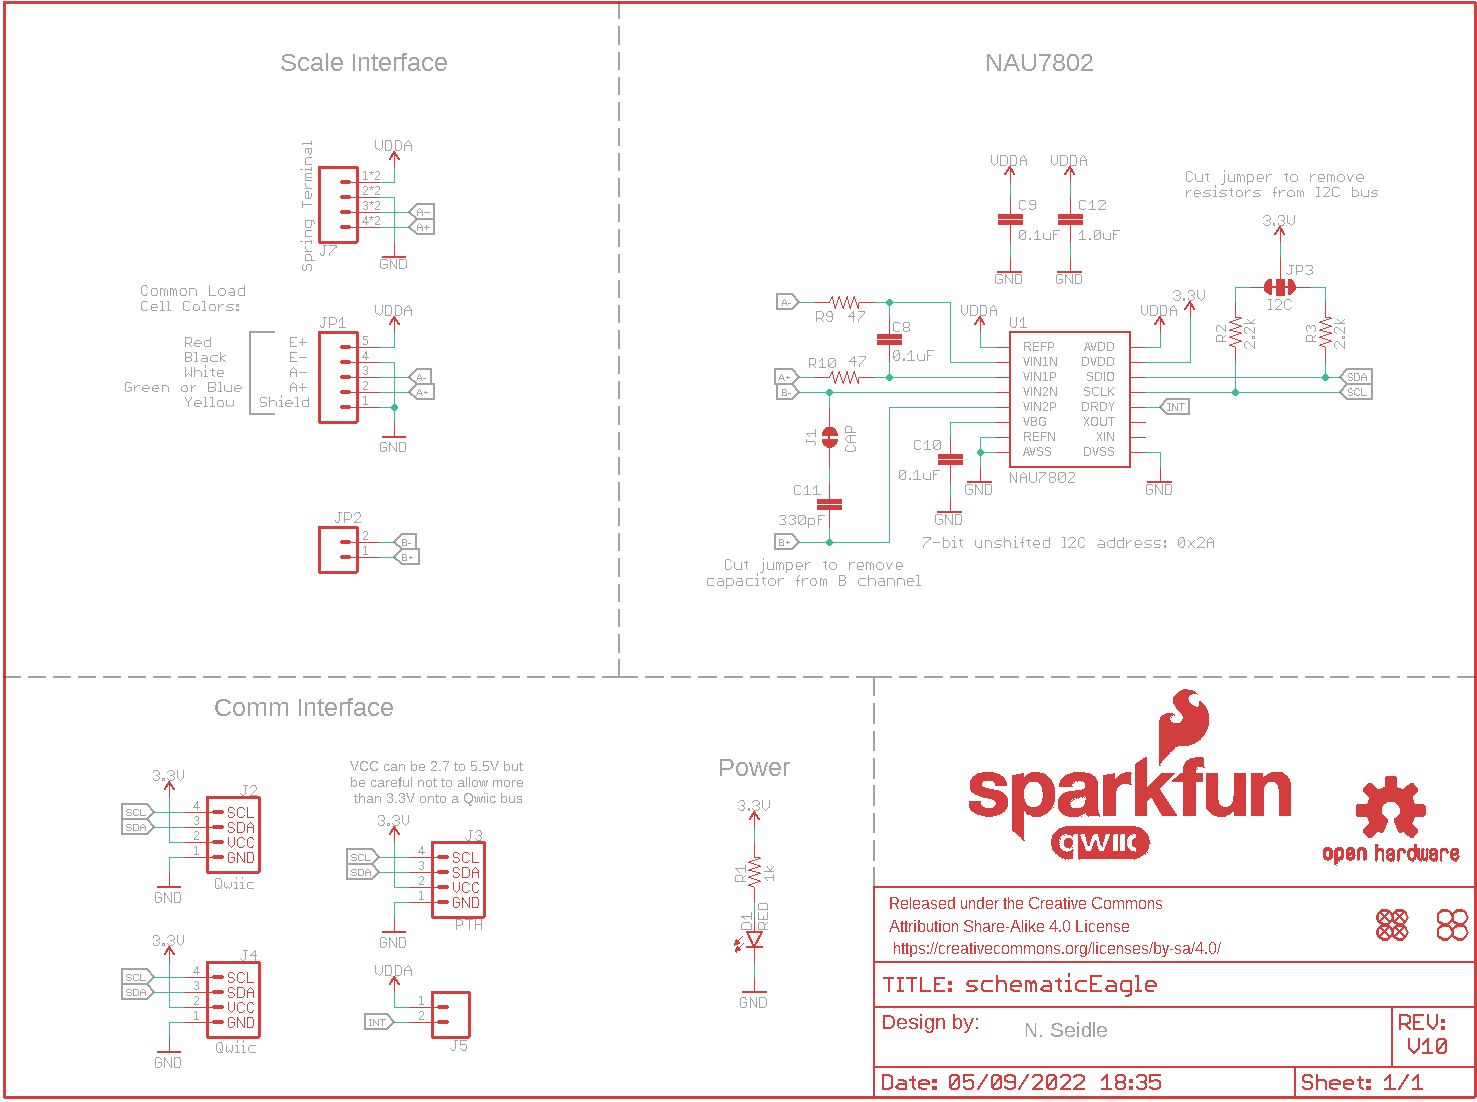 Scale Interface
VDDA
Spring Terminal
1*2
2*2
3*2
4*2
A-
A+
J7
GND
Common Load
Cell Colors:
JP1
VDDA
Red E+ 5
Black E- 4
White A- 3 A-
Green or Blue A+ 2 A+
Yellow Shield 1
GND
JP2
2 B-
1 B+
NAU7802
VDDA VDDA
C9 C12
0.1uF 1.0uF
GND GND
Cut jumper to remove
resistors from I2C bus
3.3V
JP3
I2C
R2 2.2k
R3 2.2k
A-
R9 47
C8
0.1uF
R10 47
A+
B-
J1 CAP
C11
330pF
B+
Cut jumper to remove
capacitor from B channel
C10
0.1uF
GND
GND
VDDA
U1
VDDA
3.3V
REFP AVDD
VIN1N DVDD
VIN1P SDIO
VIN2N SCLK
VIN2P DRDY
VBG XOUT
REFN XIN
AVSS DVSS
NAU7802
GND
SDA
SCL
INT
7-bit unshifted I2C address: 0x2A
Comm Interface
3.3V
J2
SCL 4 SCL
SDA 3 SDA
2 VCC
1 GND
GND
Qwiic
3.3V
J4
SCL 4 SCL
SDA 3 SDA
2 VCC
1 GND
GND
Qwiic
VCC can be 2.7 to 5.5V but
be careful not to allow more
than 3.3V onto a Qwiic bus
3.3V
J3
SCL 4 SCL
SDA 3 SDA
2 VCC
1 GND
GND
PTH
VDDA
1
INT 2
J5
Power
3.3V
R1 1k
D1 RED
GND
sparkfun
qwiic
open hardware
Released under the Creative Commons
Attribution Share-Alike 4.0 License
https://creativecommons.org/licenses/by-sa/4.0/
TITLE: schematicEagle
Design by: N. Seidle
REV:
V10
Date: 05/09/2022 18:35
Sheet: 1/1